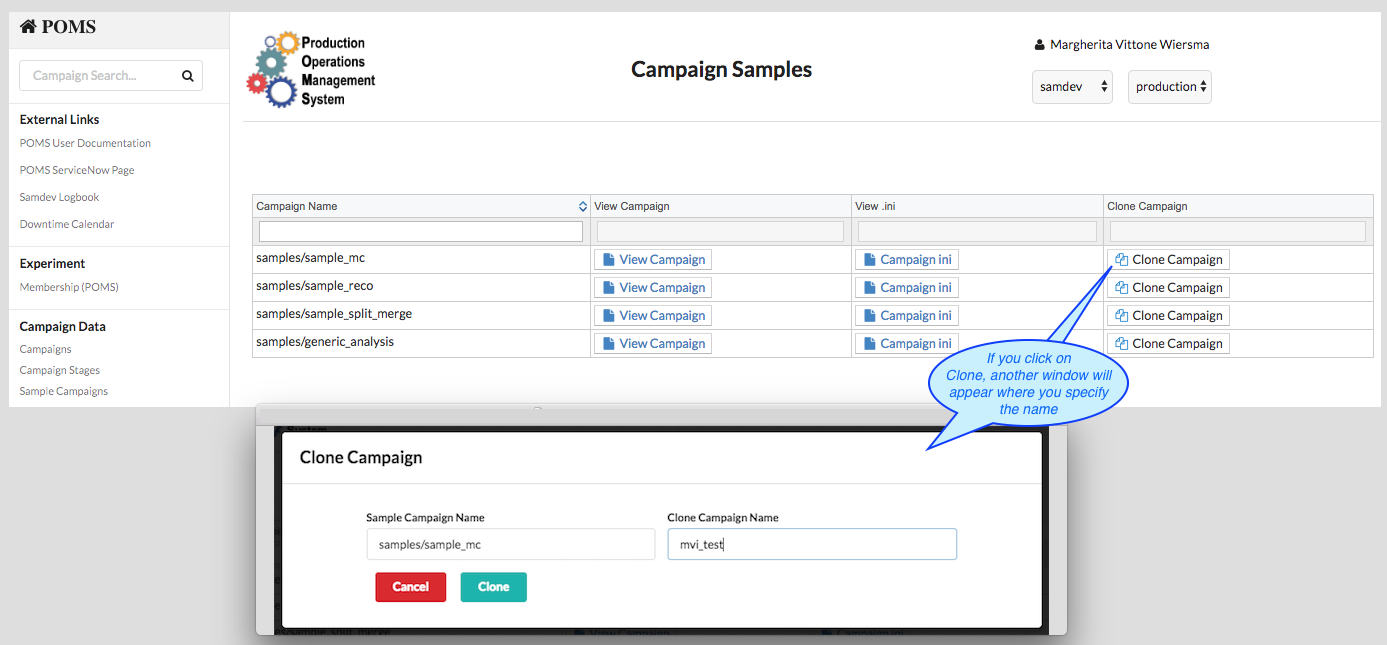 POMS
Campaign Search...
External Links
POMS User Documentation
POMS ServiceNow Page
Samdev Logbook
Downtime Calendar
Experiment
Membership (POMS)
Campaign Data
Campaigns
Campaign Stages
Sample Campaigns
Production
Operations
Management
System
Campaign Samples
Margherita Vittone Wiersma
samdev production
Campaign Name View Campaign View .ini Clone Campaign
samples/sample_mc View Campaign Campaign ini Clone Campaign
samples/sample_reco View Campaign Campaign ini Clone Campaign
samples/sample_split_merge View Campaign Campaign ini Clone Campaign
samples/generic_analysis View Campaign Campaign ini Clone Campaign
If you click on
Clone, another window will
appear where you specify
the name
Clone Campaign
Sample Campaign Name Clone Campaign Name
samples/sample_mc mvi_test
Cancel Clone